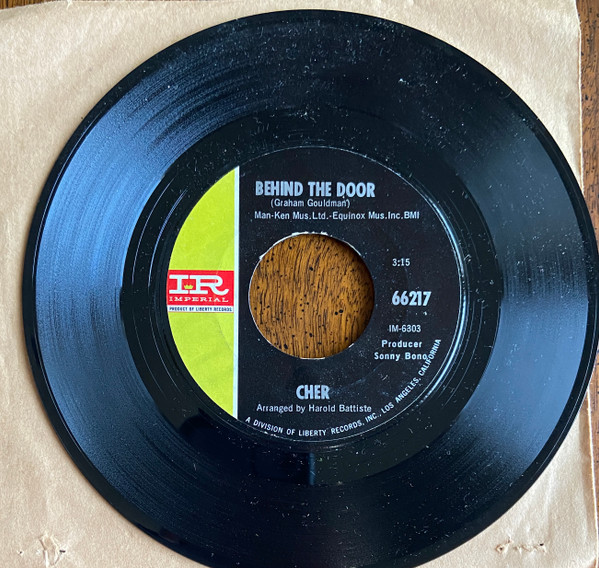 BEHIND THE DOOR
(Graham Gouldman)
Man-Ken Mus.Ltd.-Equinox Mus.Inc.BMI
3:15
IR
IMPERIAL
PRODUCT OF LIBERTY RECORDS
66217
IM-6303
Producer
Sonny Bono
CHER
Arranged by Harold Battiste
A DIVISION OF LIBERTY RECORDS, INC., LOS ANGELES, CALIFORNIA